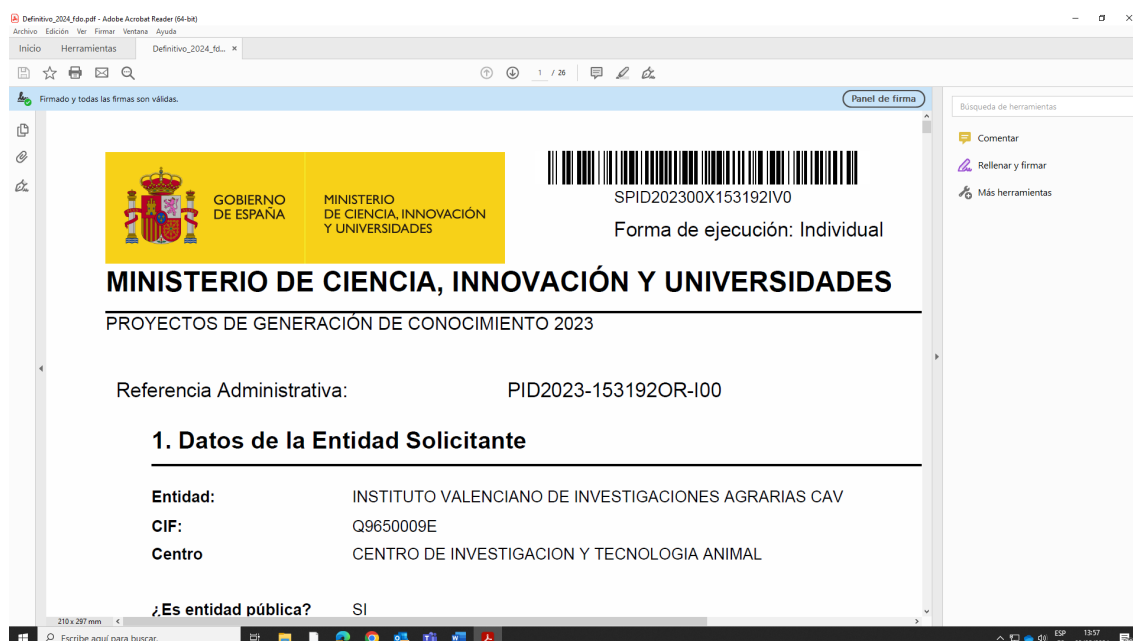 Definitivo_2024_fdo.pdf - Adobe Acrobat Reader (64-bit)
Archivo Edición Ver Firmar Ventana Ayuda
Inicio Herramientas Definitivo_2024_fd... ×
1 / 26
Firmado y todas las firmas son válidas.
Panel de firma
Búsqueda de herramientas
Comentar
Rellenar y firmar
Más herramientas
GOBIERNO
DE ESPAÑA
MINISTERIO
DE CIENCIA, INNOVACIÓN
Y UNIVERSIDADES
SPID202300X153192IV0
Forma de ejecución: Individual
MINISTERIO DE CIENCIA, INNOVACIÓN Y UNIVERSIDADES
PROYECTOS DE GENERACIÓN DE CONOCIMIENTO 2023
Referencia Administrativa: PID2023-153192OR-I00
1. Datos de la Entidad Solicitante
Entidad: INSTITUTO VALENCIANO DE INVESTIGACIONES AGRARIAS CAV
CIF: Q9650009E
Centro CENTRO DE INVESTIGACION Y TECNOLOGIA ANIMAL
¿Es entidad pública? SI
210 x 297 mm
Escribe aquí para buscar.
ESP
13:57